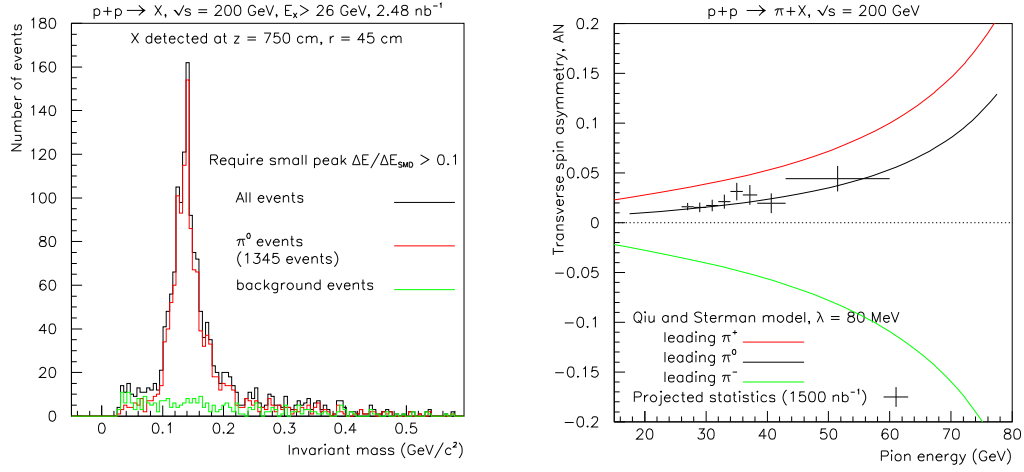 p+p → X, √s = 200 GeV, Eₓ> 26 GeV, 2.48 nb⁻¹
X detected at z = 750 cm, r = 45 cm
Number of events
180
160
140
120
100
80
60
40
20
0
Require small peak ΔE/ΔE_SMD > 0.1
All events
π⁰ events
(1345 events)
background events
0 0.1 0.2 0.3 0.4 0.5
Invariant mass (GeV/c²)
p+p → π+X, √s = 200 GeV
Transverse spin asymmetry, AN
0.2
0.15
0.1
0.05
0
-0.05
-0.1
-0.15
-0.2
Qiu and Sterman model, λ = 80 MeV
leading π⁺
leading π⁰
leading π⁻
Projected statistics (1500 nb⁻¹)
20 30 40 50 60 70 80
Pion energy (GeV)